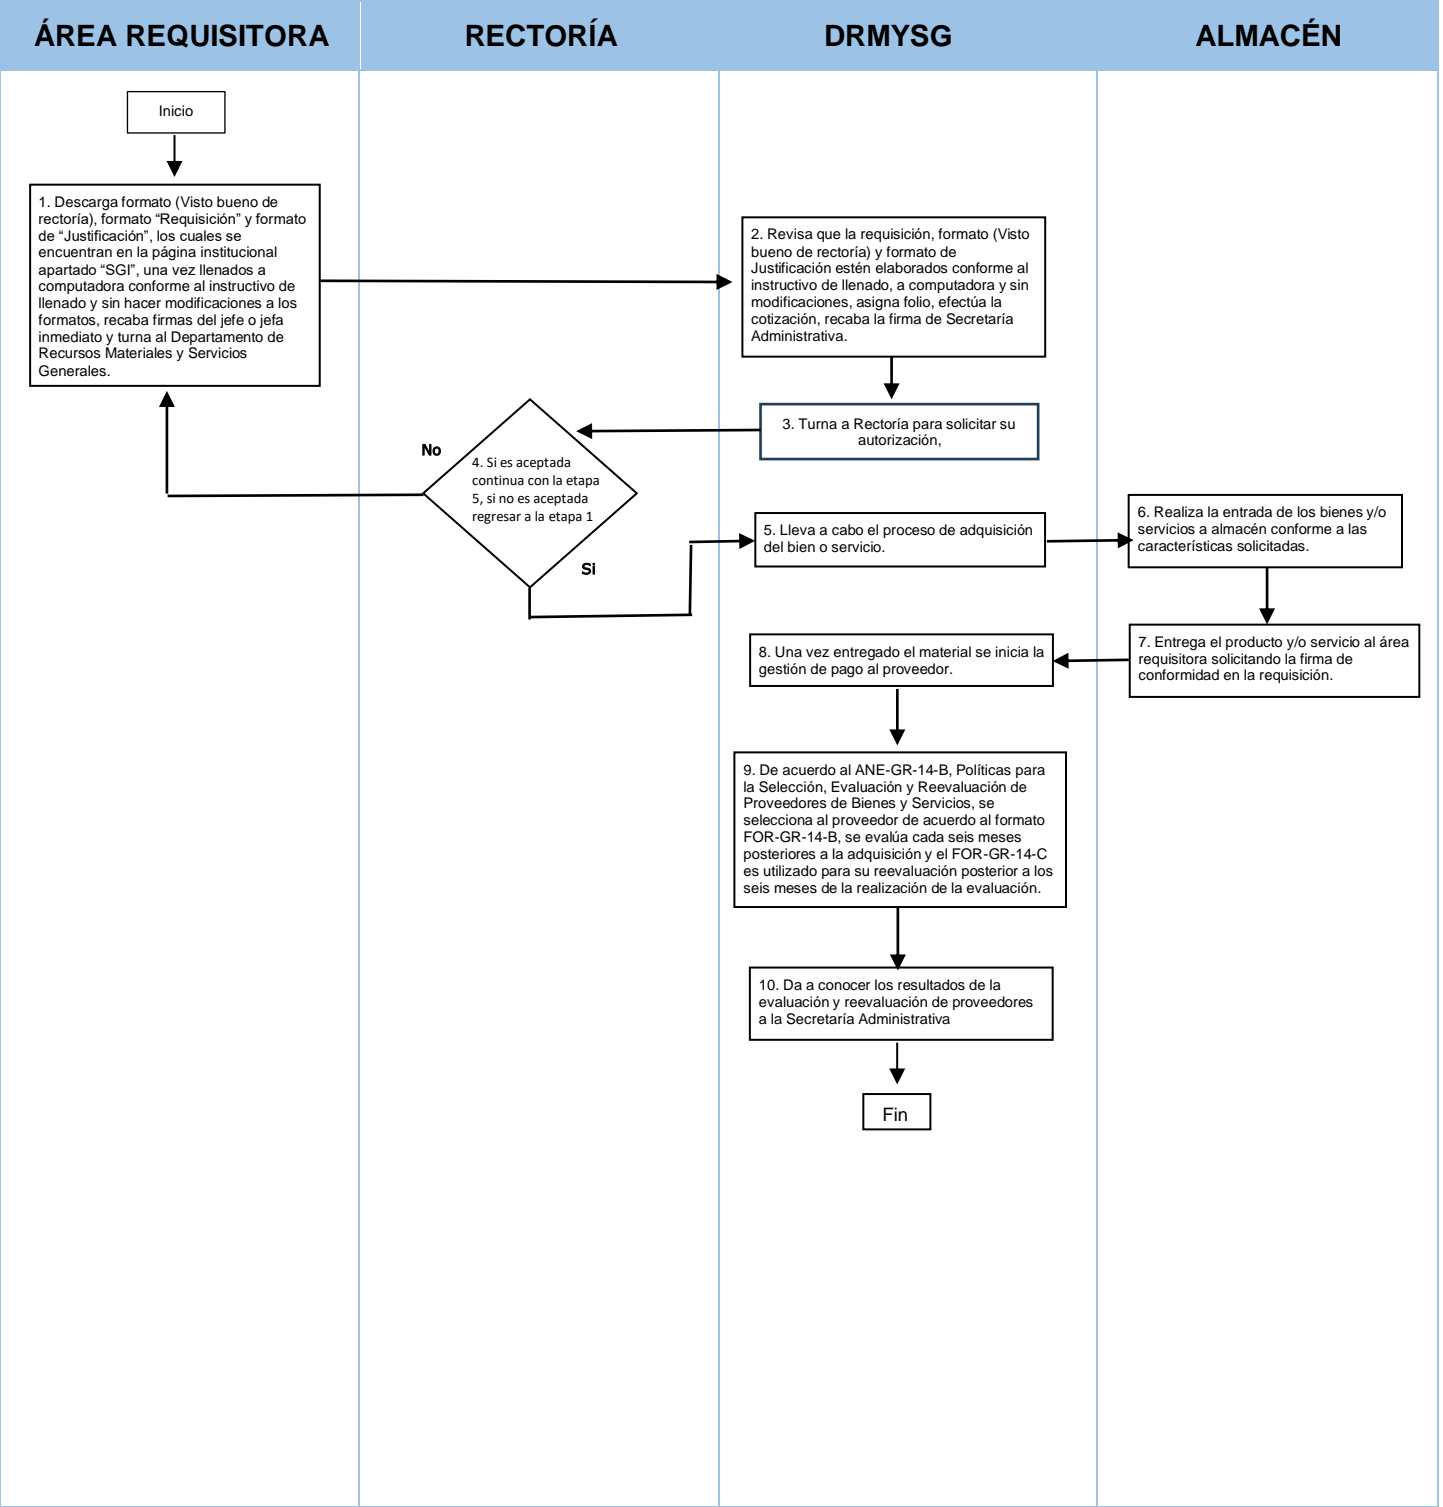 ÁREA REQUISITORA
RECTORÍA
DRMYSG
ALMACÉN
Inicio
1. Descarga formato (Visto bueno de
rectoría), formato “Requisición” y formato
de “Justificación”, los cuales se
encuentran en la página institucional
apartado “SGI”, una vez llenados a
computadora conforme al instructivo de
llenado y sin hacer modificaciones a los
formatos, recaba firmas del jefe o jefa
inmediato y turna al Departamento de
Recursos Materiales y Servicios
Generales.
2. Revisa que la requisición, formato (Visto
bueno de rectoría) y formato de
Justificación estén elaborados conforme al
instructivo de llenado, a computadora y sin
modificaciones, asigna folio, efectúa la
cotización, recaba la firma de Secretaría
Administrativa.
3. Turna a Rectoría para solicitar su
autorización,
No
4. Si es aceptada
continua con la etapa
5, si no es aceptada
regresar a la etapa 1
Si
5. Lleva a cabo el proceso de adquisición
del bien o servicio.
6. Realiza la entrada de los bienes y/o
servicios a almacén conforme a las
características solicitadas.
7. Entrega el producto y/o servicio al área
requisitora solicitando la firma de
conformidad en la requisición.
8. Una vez entregado el material se inicia la
gestión de pago al proveedor.
9. De acuerdo al ANE-GR-14-B, Políticas para
la Selección, Evaluación y Reevaluación de
Proveedores de Bienes y Servicios, se
selecciona al proveedor de acuerdo al formato
FOR-GR-14-B, se evalúa cada seis meses
posteriores a la adquisición y el FOR-GR-14-C
es utilizado para su reevaluación posterior a los
seis meses de la realización de la evaluación.
10. Da a conocer los resultados de la
evaluación y reevaluación de proveedores
a la Secretaría Administrativa
Fin